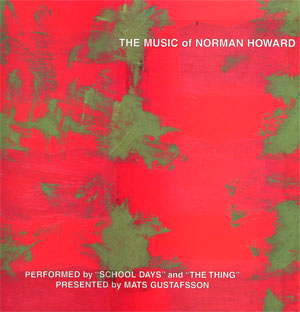 THE MUSIC of NORMAN HOWARD
PERFORMED by "SCHOOL DAYS" and "THE THING"
PRESENTED by MATS GUSTAFSSON